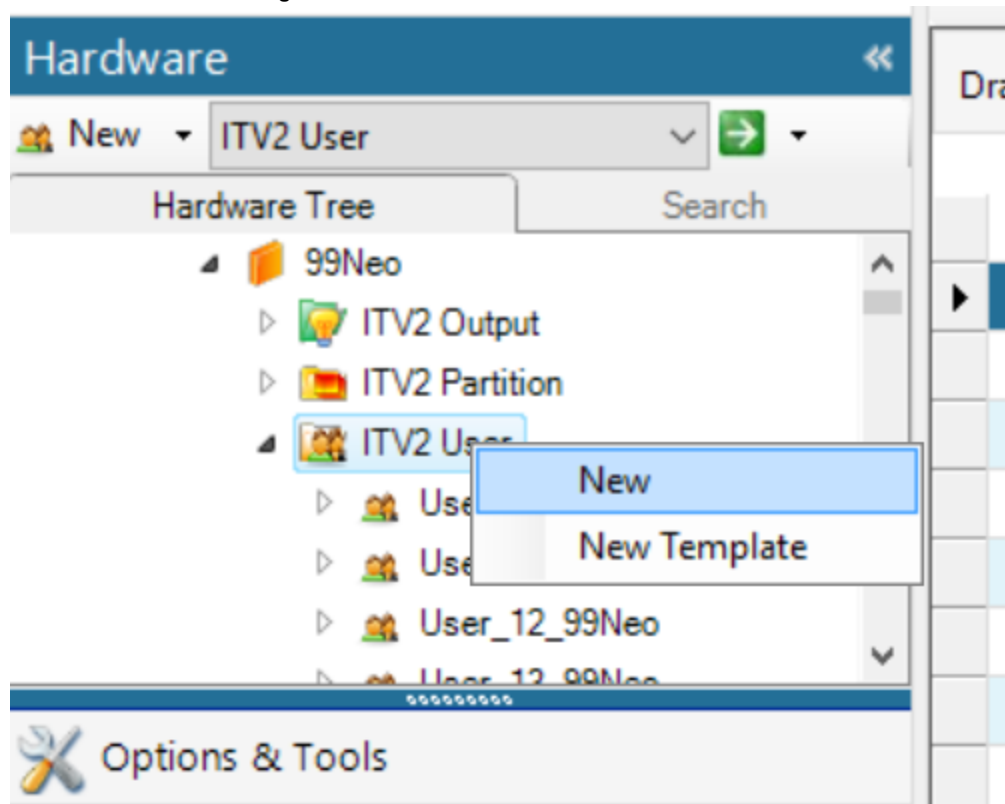 Hardware
New
ITV2 User
Hardware Tree
Search
99Neo
ITV2 Output
ITV2 Partition
ITV2 User
New
New Template
User_12_99Neo
Options & Tools